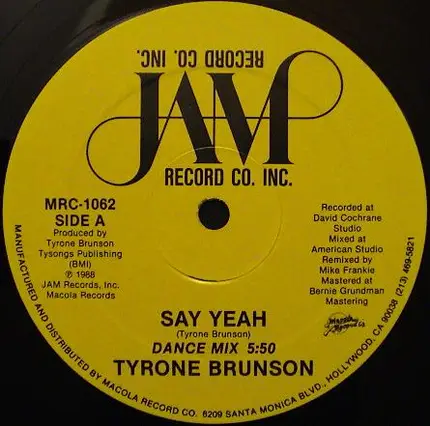 RECORD CO. INC.
JAM
RECORD CO. INC.
MRC-1062
SIDE A
Produced by
Tyrone Brunson
Tysongs Publishing
(BMI)
℗ 1988
JAM Records, Inc.
Macola Records
Recorded at
David Cochrane
Studio
Mixed at
American Studio
Remixed by
Mike Frankie
Mastered at
Bernie Grundman
Mastering
Macola
Record Co.
SAY YEAH
(Tyrone Brunson)
DANCE MIX 5:50
TYRONE BRUNSON
MANUFACTURED AND DISTRIBUTED BY MACOLA RECORD CO. 6209 SANTA MONICA BLVD., HOLLYWOOD, CA 90038 (213) 469-5821